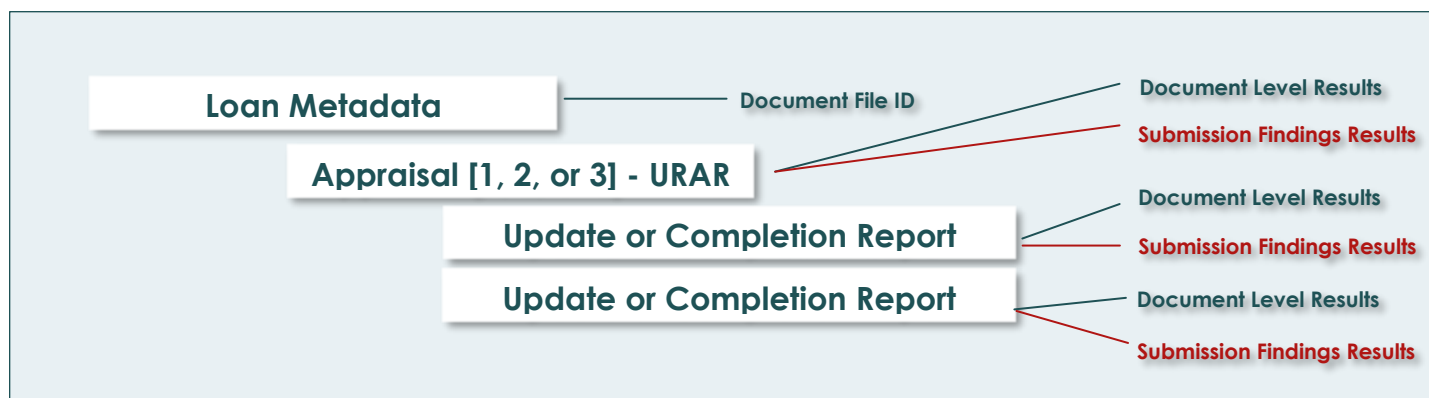 Loan Metadata
Document File ID
Document Level Results
Submission Findings Results
Appraisal [1, 2, or 3] - URAR
Document Level Results
Update or Completion Report
Submission Findings Results
Update or Completion Report
Document Level Results
Submission Findings Results